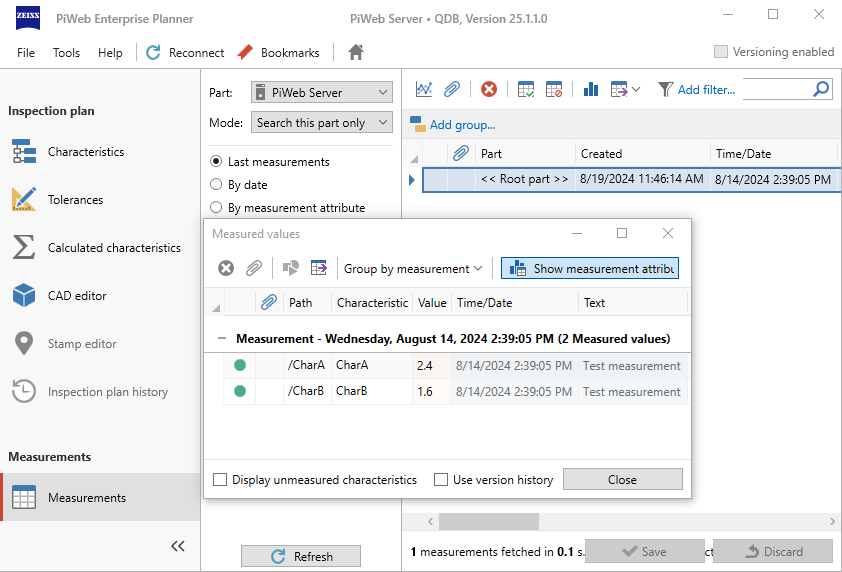 ZEISS
PiWeb Enterprise Planner
PiWeb Server • QDB, Version 25.1.1.0
File Tools Help Reconnect Bookmarks
Versioning enabled
Inspection plan
Characteristics
Tolerances
Calculated characteristics
CAD editor
Stamp editor
Inspection plan history
Measurements
Measurements
Part: PiWeb Server
Mode: Search this part only
Last measurements
By date
By measurement attribute
Refresh
Add filter...
Add group...
Part Created Time/Date
<< Root part >> 8/19/2024 11:46:14 AM 8/14/2024 2:39:05 PM
Measured values
Group by measurement Show measurement attribu
Path Characteristic Value Time/Date Text
Measurement - Wednesday, August 14, 2024 2:39:05 PM (2 Measured values)
/CharA CharA 2.4 8/14/2024 2:39:05 PM Test measurement
/CharB CharB 1.6 8/14/2024 2:39:05 PM Test measurement
Display unmeasured characteristics Use version history Close
1 measurements fetched in 0.1 s. Save ct Discard